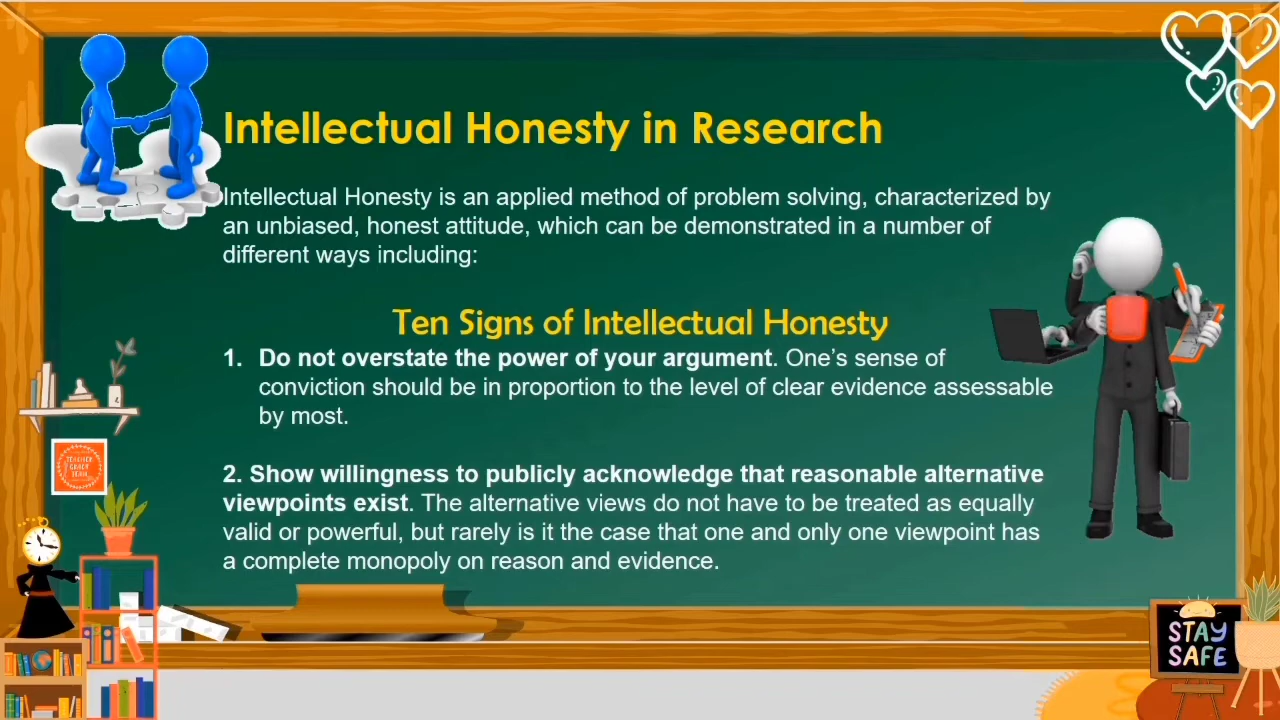 Intellectual Honesty in Research
Intellectual Honesty is an applied method of problem solving, characterized by
an unbiased, honest attitude, which can be demonstrated in a number of
different ways including:
Ten Signs of Intellectual Honesty
1. Do not overstate the power of your argument. One’s sense of
conviction should be in proportion to the level of clear evidence assessable
by most.
2. Show willingness to publicly acknowledge that reasonable alternative
viewpoints exist. The alternative views do not have to be treated as equally
valid or powerful, but rarely is it the case that one and only one viewpoint has
a complete monopoly on reason and evidence.
TEACHER
GRACE
STAY
SAFE